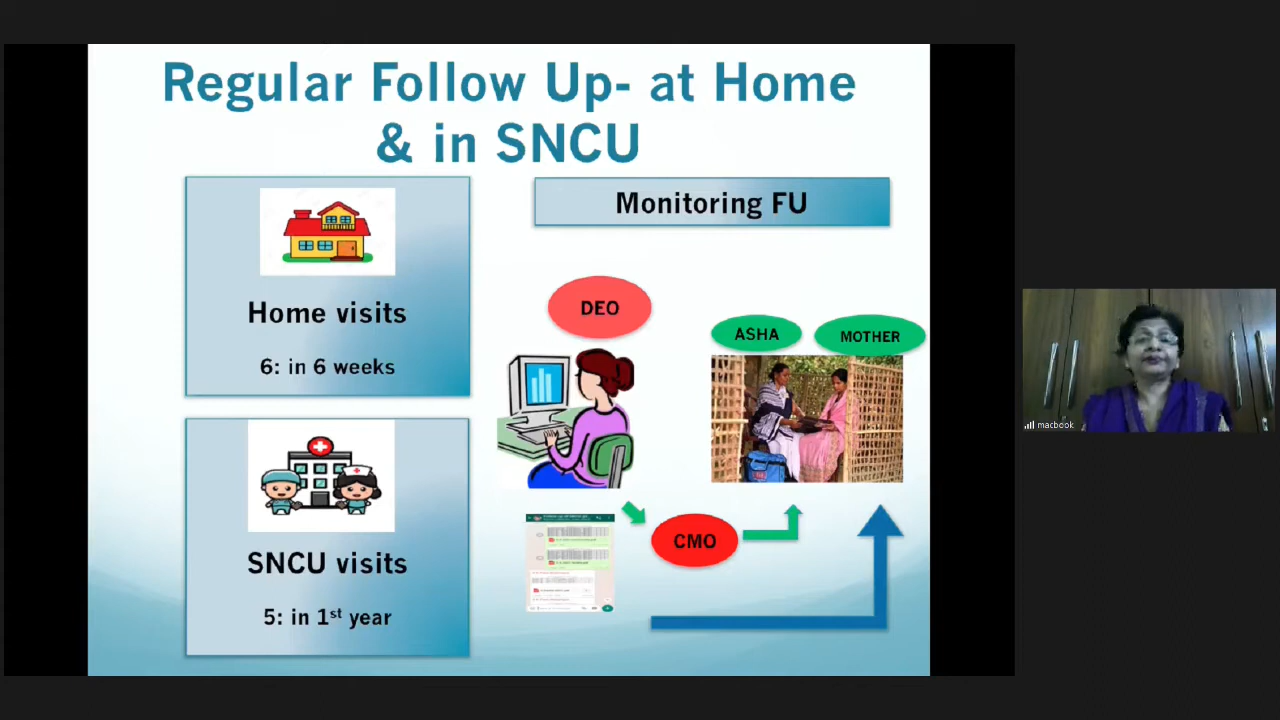 Regular Follow Up- at Home
& in SNCU
Home visits
6: in 6 weeks
SNCU visits
5: in 1st year
Monitoring FU
DEO
ASHA
MOTHER
CMO
macbook